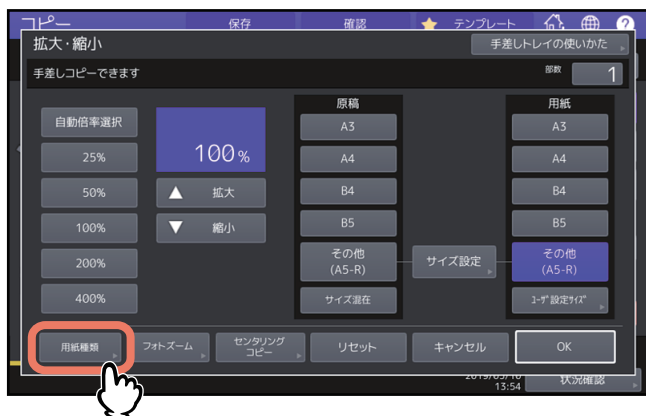 コピー 保存 確認 テンプレート ?
拡大・縮小 手差しトレイの使いかた
手差しコピーできます 部数 1
原稿 用紙
自動倍率選択 100% A3 A3
25% A4 A4
50% 拡大 B4 B4
100% 縮小 B5 B5
200% その他 サイズ設定 その他
(A5-R) (A5-R)
400% サイズ混在 ﾕｰｻﾞ設定ｻｲｽﾞ
用紙種類 フォトズーム センタリング リセット キャンセル OK
コピー
13:54 状況確認